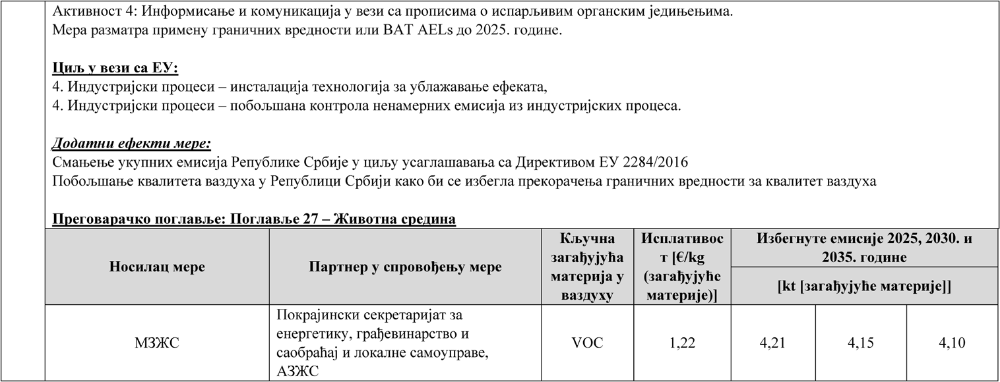 Активност 4: Информисање и комуникација у вези са прописима о испарљивим органским једињењима.
Мера разматра примену граничних вредности или BAT AELs до 2025. године.
Циљ у вези са ЕУ:
4. Индустријски процеси – инсталација технологија за ублажавање ефеката,
4. Индустријски процеси – побољшана контрола ненамерних емисија из индустријских процеса.
Додатни ефекти мере:
Смањење укупних емисија Републике Србије у циљу усаглашавања са Директивом ЕУ 2284/2016
Побољшање квалитета ваздуха у Републици Србији како би се избегла прекорачења граничних вредности за квалитет ваздуха
Преговарачко поглавље: Поглавље 27 – Животна средина
Носилац мере
Партнер у спровођењу мере
Кључна
загађујућа
материја у
ваздуху
Исплативос
т [€/kg
(загађујуће
материје)]
Избегнуте емисије 2025, 2030. и
2035. године
[kt [загађујуће материје]]
МЗЖС
Покрајински секретаријат за
енергетику, грађевинарство и
саобраћај и локалне самоуправе,
АЗЖС
VOC
1,22
4,21
4,15
4,10